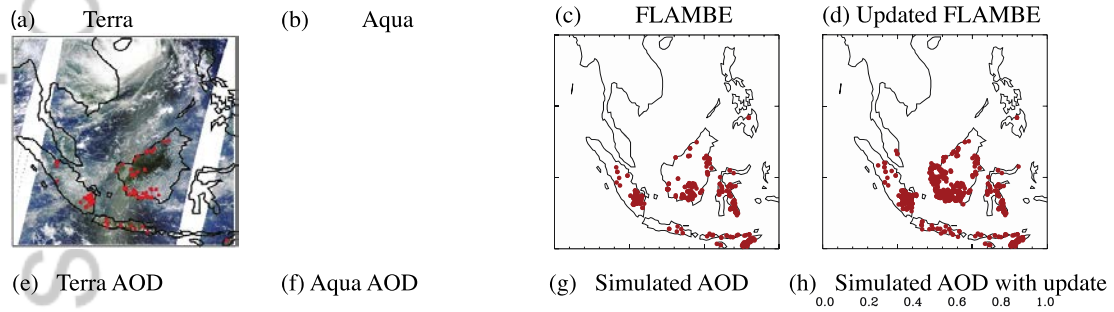 (a) Terra (b) Aqua (c) FLAMBE (d) Updated FLAMBE
(e) Terra AOD (f) Aqua AOD (g) Simulated AOD (h) Simulated AOD with update
0.0 0.2 0.4 0.6 0.8 1.0